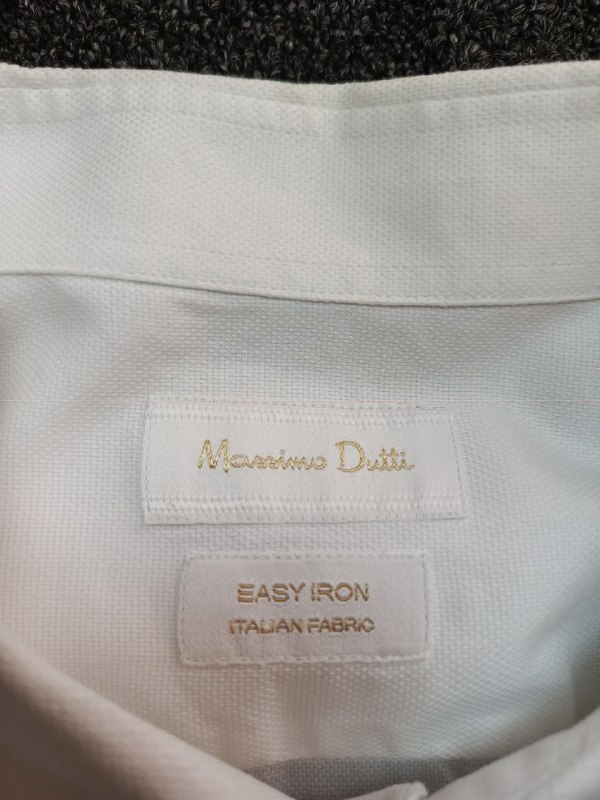 Massimo Dutti
EASY IRON
ITALIAN FABRIC